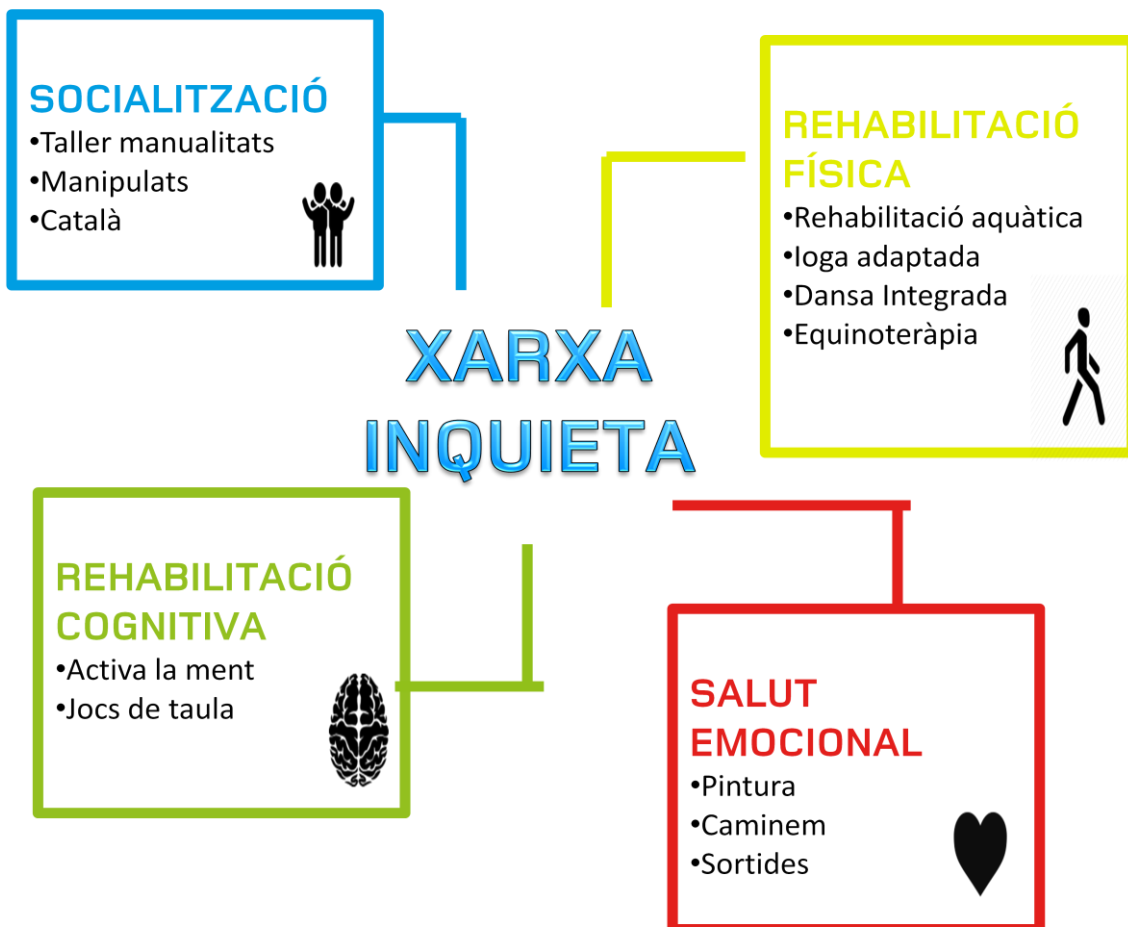 SOCIALITZACIÓ
•Taller manualitats
•Manipulats
•Català
REHABILITACIÓ
FÍSICA
•Rehabilitació aquàtica
•Ioga adaptada
•Dansa Integrada
•Equinoteràpia
XARXA
INQUIETA
REHABILITACIÓ
COGNITIVA
•Activa la ment
•Jocs de taula
SALUT
EMOCIONAL
•Pintura
•Caminem
•Sortides